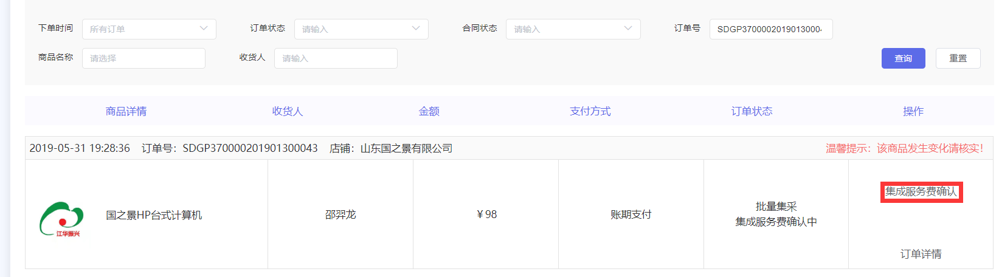 下单时间 所有订单 订单状态 请输入 合同状态 请输入 订单号 SDGP3700002019013000
商品名称 请选择 收货人 请输入 查询 重置
商品详情 收货人 金额 支付方式 订单状态 操作
2019-05-31 19:28:36 订单号：SDGP370000201901300043 店铺：山东国之景有限公司 温馨提示：该商品发生变化请核实！
集成服务费确认
江华振兴 国之景HP台式计算机 邵羿龙 ￥98 账期支付 批量集采
集成服务费确认中
订单详情